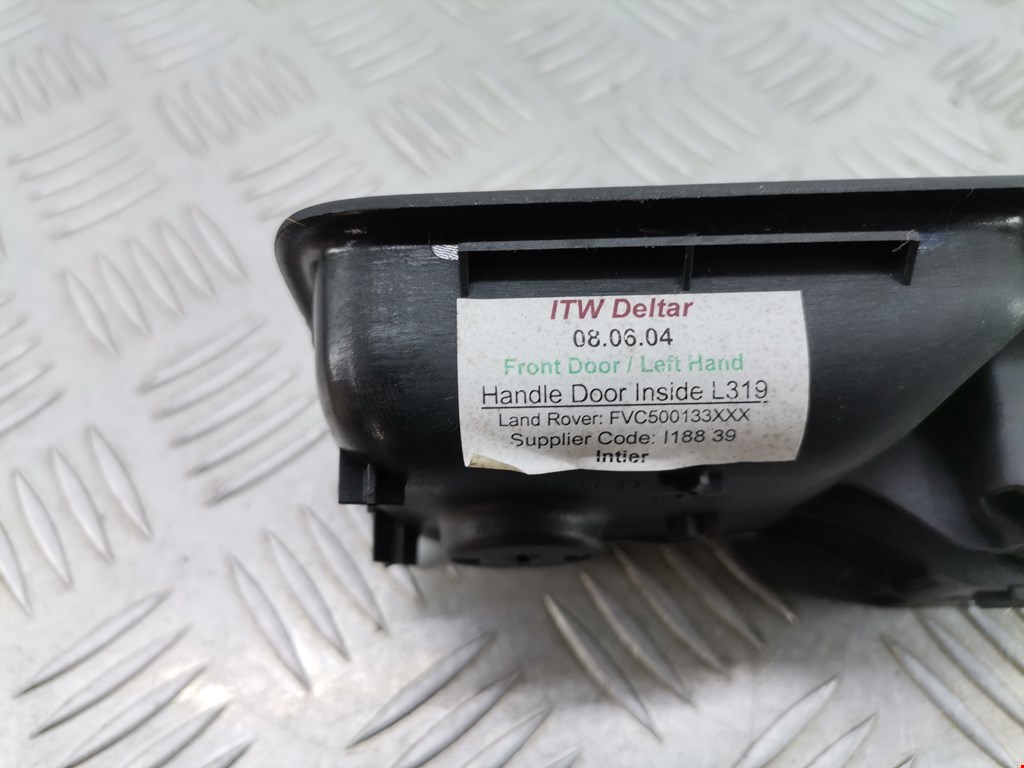 ITW Deltar
08.06.04
Front Door / Left Hand
Handle Door Inside L319
Land Rover: FVC500133XXX
Supplier Code: I188 39
Intier